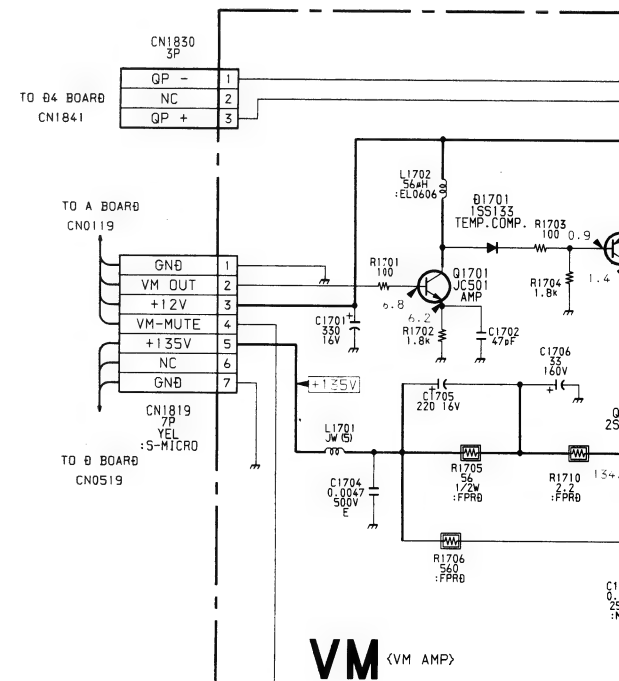 CN1830
3P
QP -
1
NC
2
QP +
3
TO D4 BOARD
CN1841
L1702
56μH
:EL0606
D1701
1SS133
TEMP.COMP.
R1703
100
0.9
TO A BOARD
CN0119
GND
1
VM OUT
2
+12V
3
VM-MUTE
4
+135V
5
NC
6
GND
7
R1701
100
Q1701
JC501
AMP
R1704
1.8k
1.4
6.8
6.2
C1701
330
16V
+
R1702
1.8k
C1702
47pF
C1706
33
160V
+
+135V
+
C1705
220 16V
CN1819
7P
YEL
:S-MICRO
L1701
JW (5)
Q
2S
TO D BOARD
CN0519
C1704
0.0047
500V
E
R1705
56
1/2W
:FPRD
R1710
2.2
:FPRD
134.
R1706
560
:FPRD
C1
0.
25
:M
VM
(VM AMP)